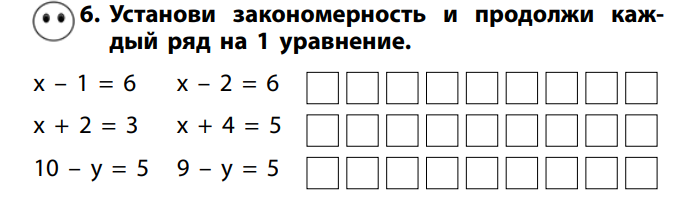 6. Установи закономерность и продолжи каж-
дый ряд на 1 уравнение.
х – 1 = 6 х – 2 = 6
х + 2 = 3 х + 4 = 5
10 – у = 5 9 – у = 5